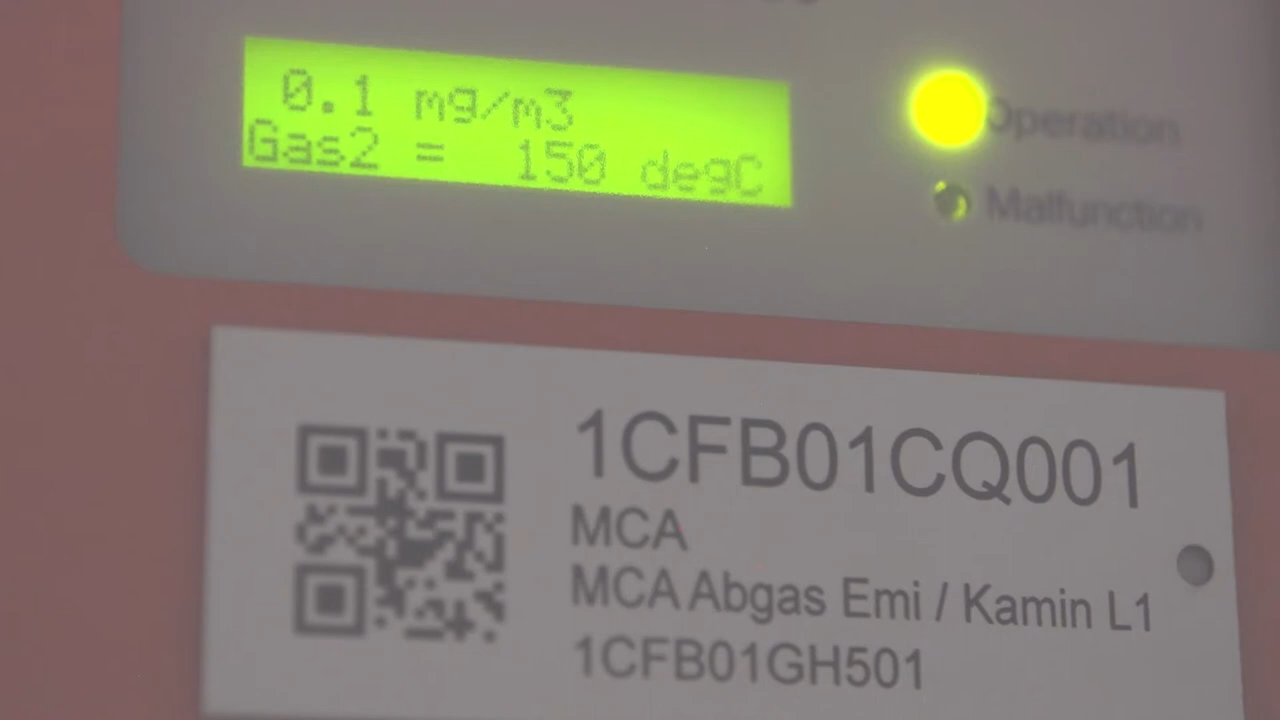 0.1 mg/m3
Gas2 = 150 degC
Operation
Malfunction
1CFB01CQ001
MCA
MCA Abgas Emi / Kamin L1
1CFB01GH501